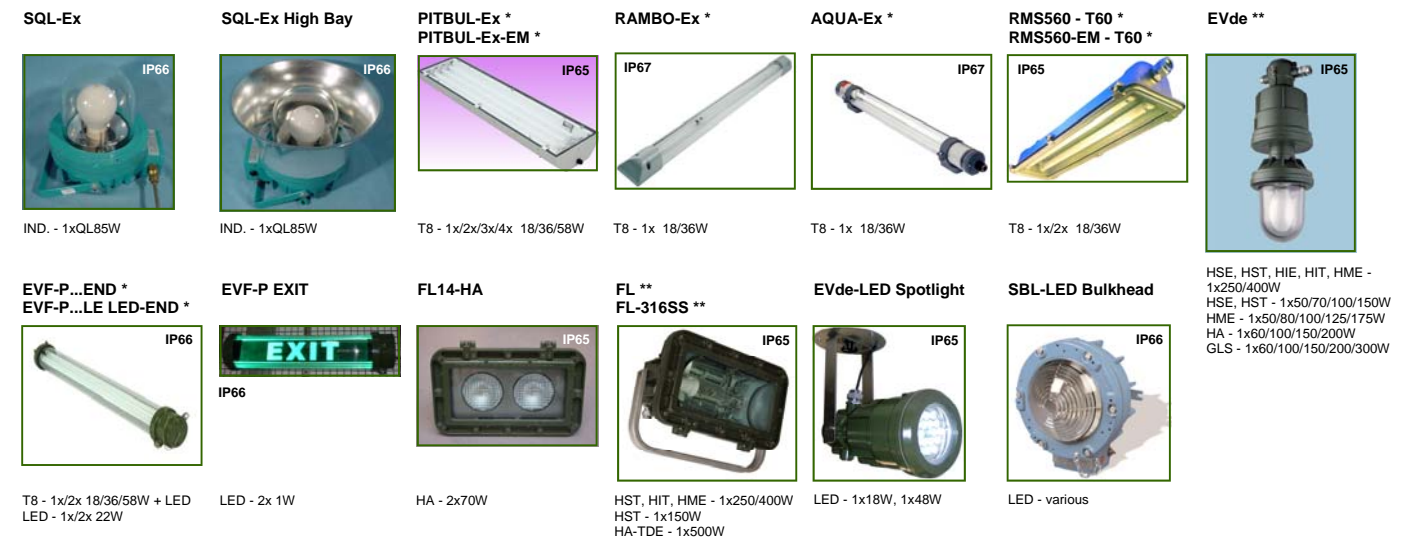 SQL-Ex
IP66
IND. - 1xQL85W
SQL-Ex High Bay
IP66
IND. - 1xQL85W
PITBUL-Ex *
PITBUL-Ex-EM *
IP65
T8 - 1x/2x/3x/4x 18/36/58W
RAMBO-Ex *
IP67
T8 - 1x 18/36W
AQUA-Ex *
IP67
T8 - 1x 18/36W
RMS560 - T60 *
RMS560-EM - T60 *
IP65
T8 - 1x/2x 18/36W
EVde **
IP65
HSE, HST, HIE, HIT, HME -
1x250/400W
HSE, HST - 1x50/70/100/150W
HME - 1x50/80/100/125/175W
HA - 1x60/100/150/200W
GLS - 1x60/100/150/200/300W
EVF-P...END *
EVF-P...LE LED-END *
IP66
T8 - 1x/2x 18/36/58W + LED
LED - 1x/2x 22W
EVF-P EXIT
EXIT
IP66
LED - 2x 1W
FL14-HA
IP65
HA - 2x70W
FL **
FL-316SS **
IP65
HST, HIT, HME - 1x250/400W
HST - 1x150W
HA-TDE - 1x500W
EVde-LED Spotlight
IP65
LED - 1x18W, 1x48W
SBL-LED Bulkhead
IP66
LED - various